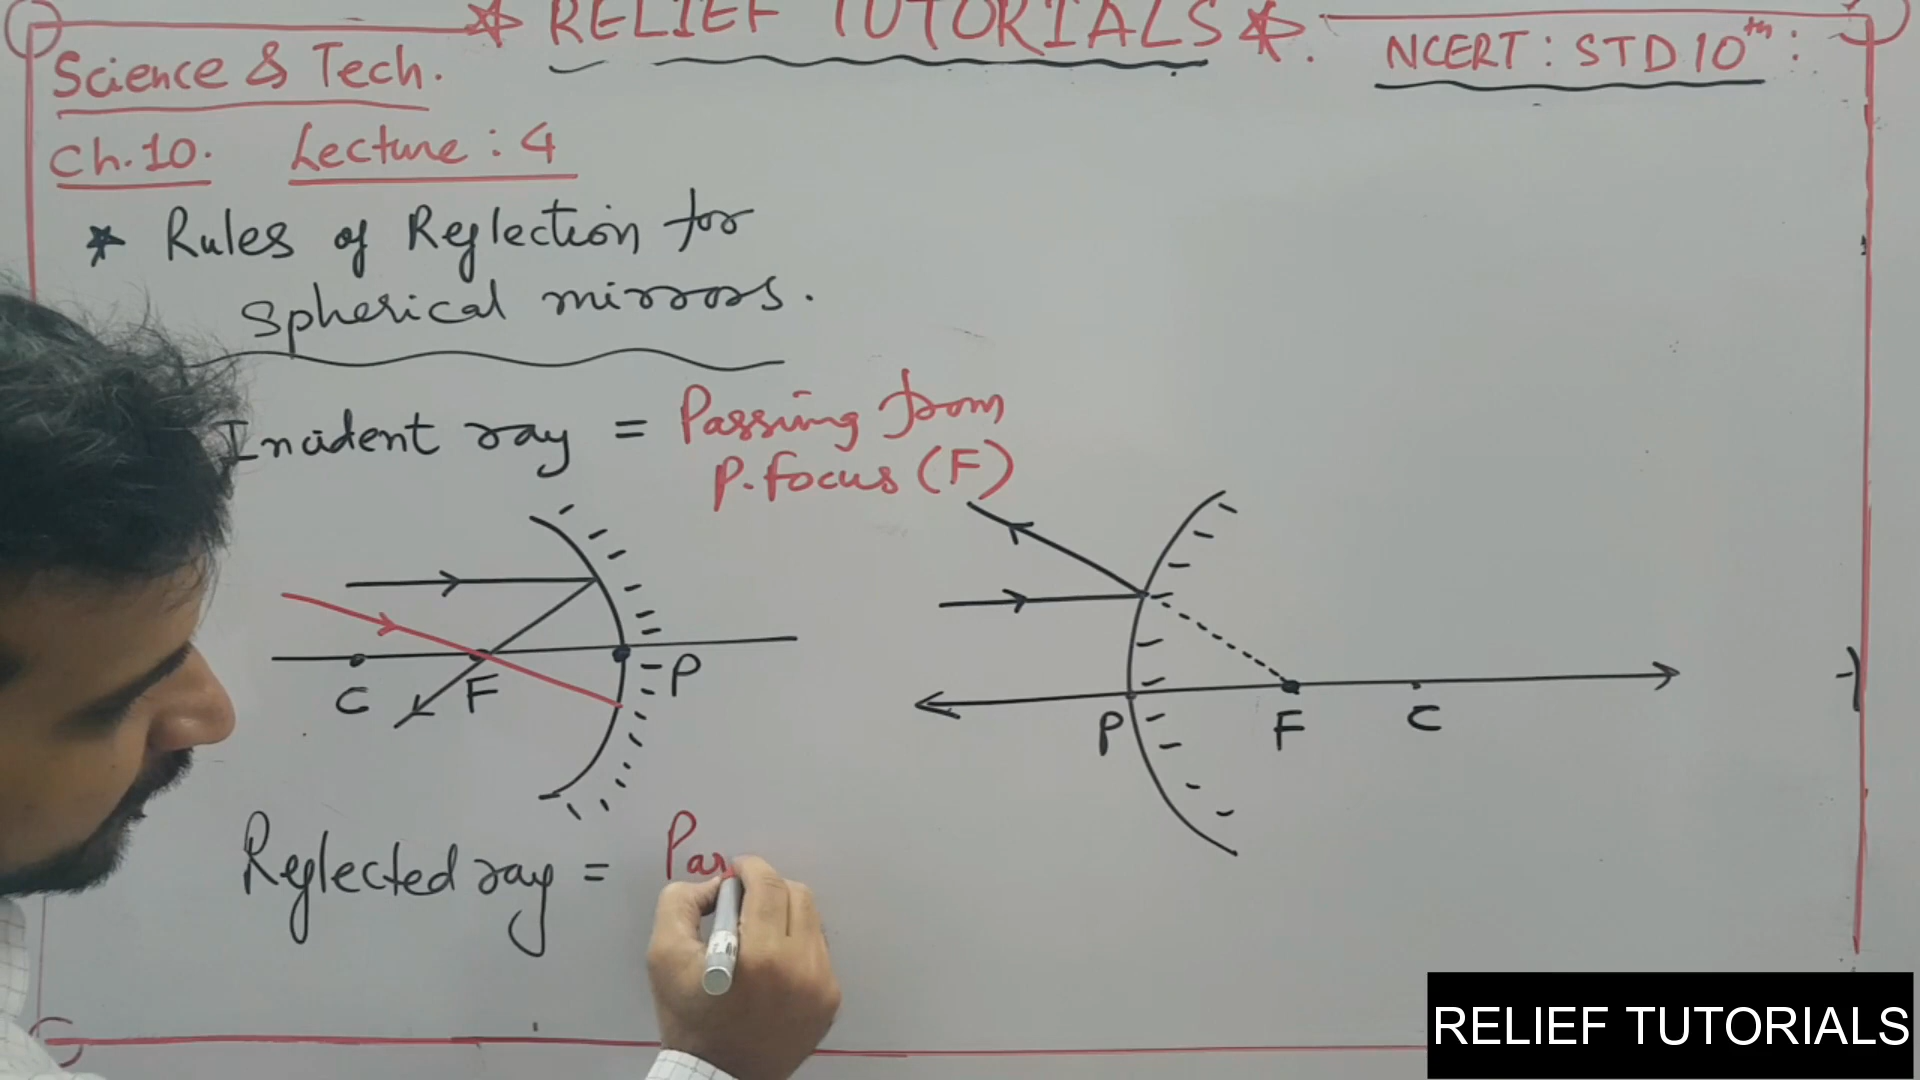 RELIEF TUTORIALS
NCERT : STD 10th :
Science & Tech.
Ch.10. Lecture : 4
Rules of Reflection for
spherical mirrors.
Incident ray = Passing from
P. focus (F)
C F P
P F C
Reflected ray = Par
RELIEF TUTORIALS